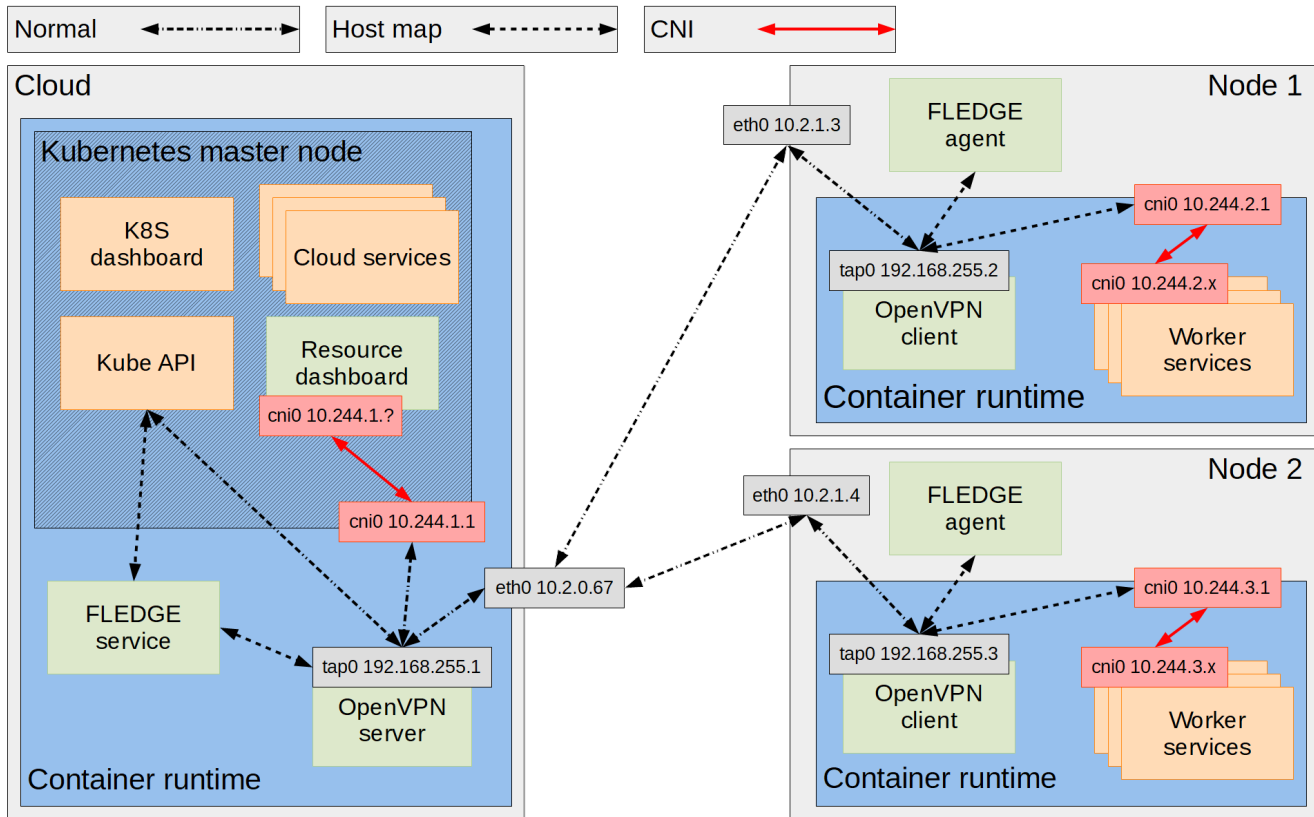 Normal
Host map
CNI
Cloud
Kubernetes master node
K8S
dashboard
Cloud services
Kube API
Resource
dashboard
cni0 10.244.1.?
cni0 10.244.1.1
eth0 10.2.0.67
FLEDGE
service
tap0 192.168.255.1
OpenVPN
server
Container runtime
Node 1
eth0 10.2.1.3
FLEDGE
agent
cni0 10.244.2.1
tap0 192.168.255.2
cni0 10.244.2.x
OpenVPN
client
Worker
services
Container runtime
Node 2
eth0 10.2.1.4
FLEDGE
agent
cni0 10.244.3.1
tap0 192.168.255.3
cni0 10.244.3.x
OpenVPN
client
Worker
services
Container runtime